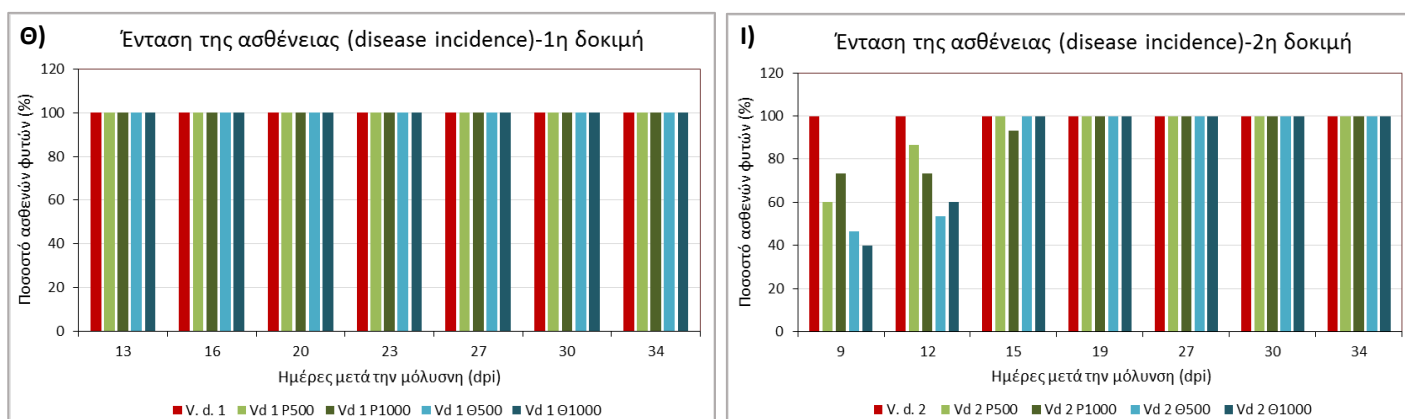 Θ)
Ένταση της ασθένειας (disease incidence)-1η δοκιμή
Ποσοστό ασθενών φυτών (%)
120
100
80
60
40
20
0
13 16 20 23 27 30 34
Ημέρες μετά την μόλυσνη (dpi)
V. d. 1 Vd 1 P500 Vd 1 P1000 Vd 1 Θ500 Vd 1 Θ1000
Ι)
Ένταση της ασθένειας (disease incidence)-2η δοκιμή
Ποσοστό ασθενών φυτών (%)
120
100
80
60
40
20
0
9 12 15 19 27 30 34
Ημέρες μετά την μόλυνση (dpi)
V. d. 2 Vd 2 P500 Vd 2 P1000 Vd 2 Θ500 Vd 2 Θ1000